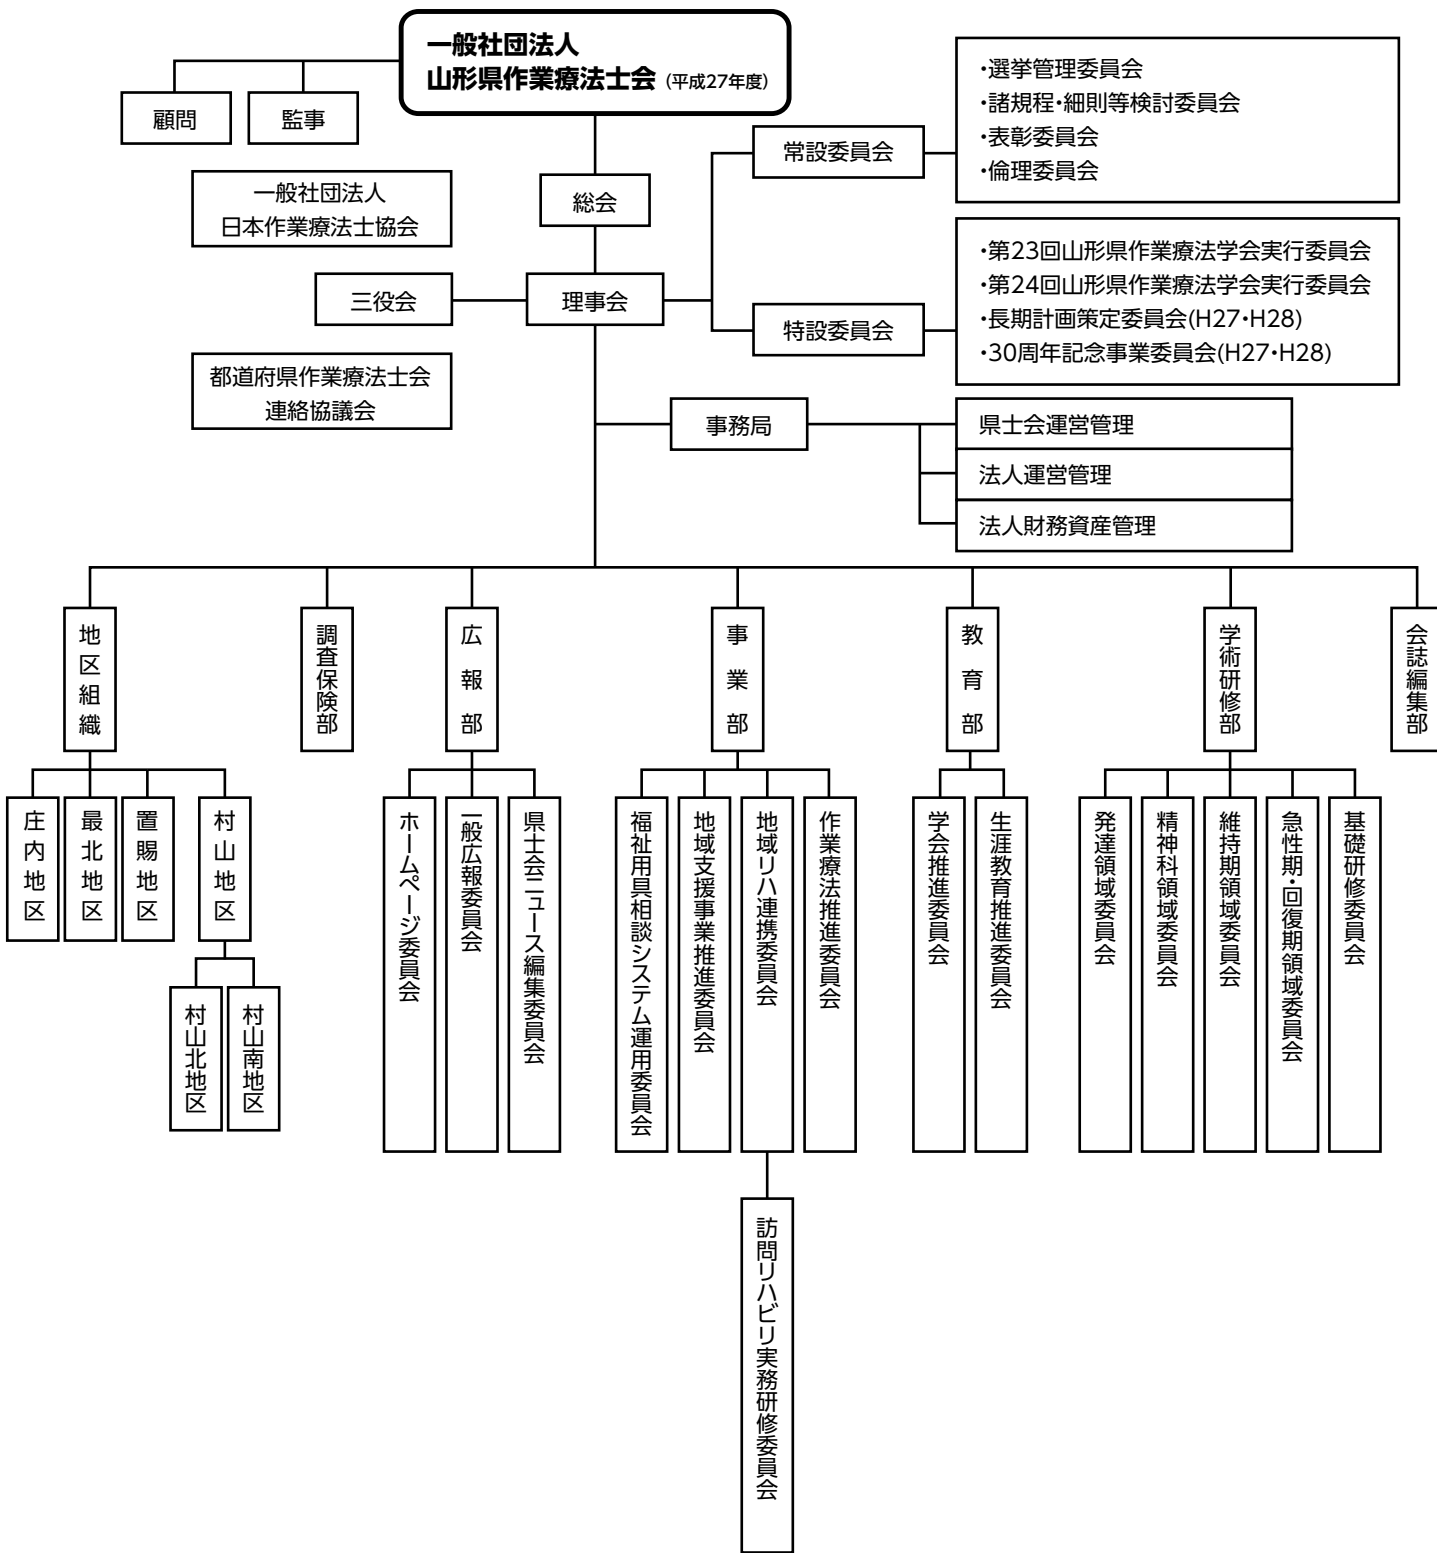 一般社団法人
山形県作業療法士会 (平成27年度)
顧問
監事
一般社団法人
日本作業療法士協会
総会
常設委員会
・選挙管理委員会
・諸規程・細則等検討委員会
・表彰委員会
・倫理委員会
三役会
理事会
特設委員会
・第23回山形県作業療法学会実行委員会
・第24回山形県作業療法学会実行委員会
・長期計画策定委員会(H27・H28)
・30周年記念事業委員会(H27・H28)
都道府県作業療法士会
連絡協議会
事務局
県士会運営管理
法人運営管理
法人財務資産管理
地区組織
調査保険部
広報部
事業部
教育部
学術研修部
会誌編集部
庄内地区
最北地区
置賜地区
村山地区
村山北地区
村山南地区
ホームページ委員会
一般広報委員会
県士会ニュース編集委員会
福祉用具相談システム運用委員会
地域支援事業推進委員会
地域リハ連携委員会
作業療法推進委員会
学会推進委員会
生涯教育推進委員会
発達領域委員会
精神科領域委員会
維持期領域委員会
急性期・回復期領域委員会
基礎研修委員会
訪問リハビリ実務研修委員会